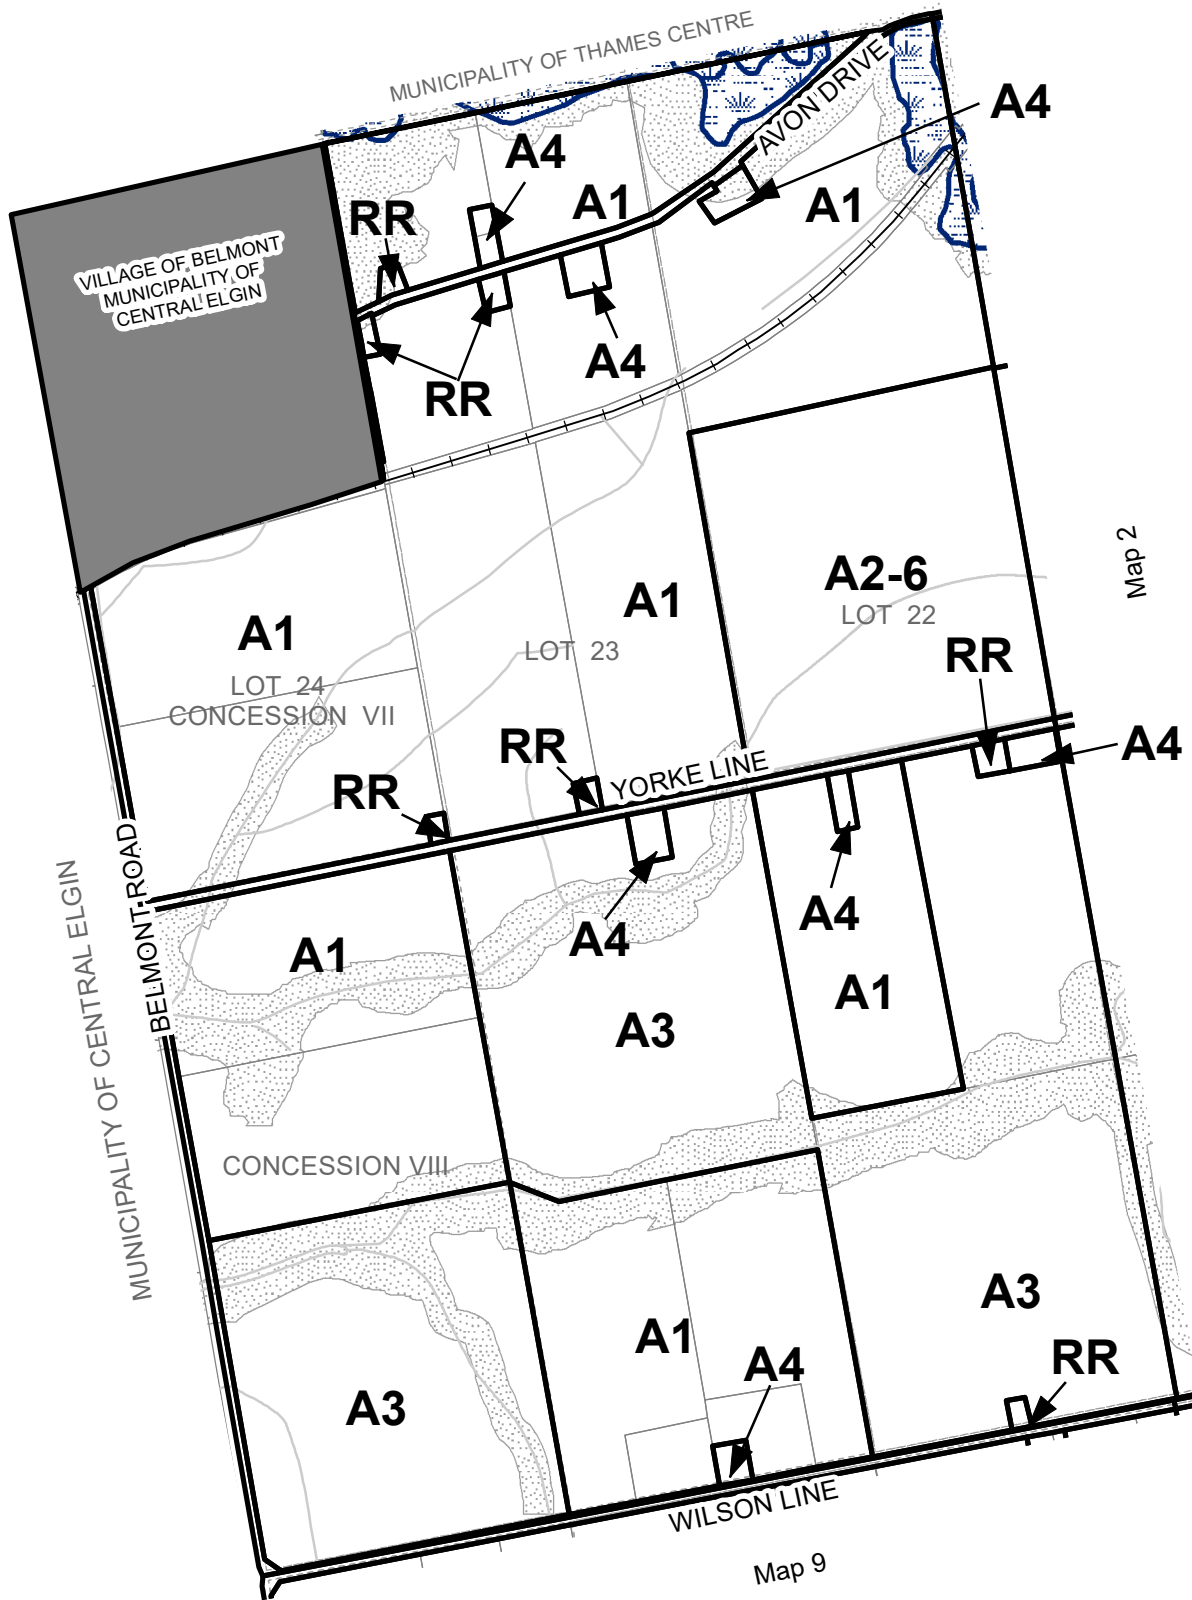 MUNICIPALITY OF THAMES CENTRE
AVON DRIVE
A4
A4
A1
A1
RR
VILLAGE OF BELMONT
MUNICIPALITY OF
CENTRAL ELGIN
A4
RR
Map 2
A2-6
LOT 22
A1
A1
LOT 23
LOT 24
CONCESSION VII
RR
RR
RR
A4
YORKE LINE
BELMONT ROAD
MUNICIPALITY OF CENTRAL ELGIN
A4
A4
A1
A1
A3
CONCESSION VIII
A3
A1
A4
RR
A3
WILSON LINE
Map 9